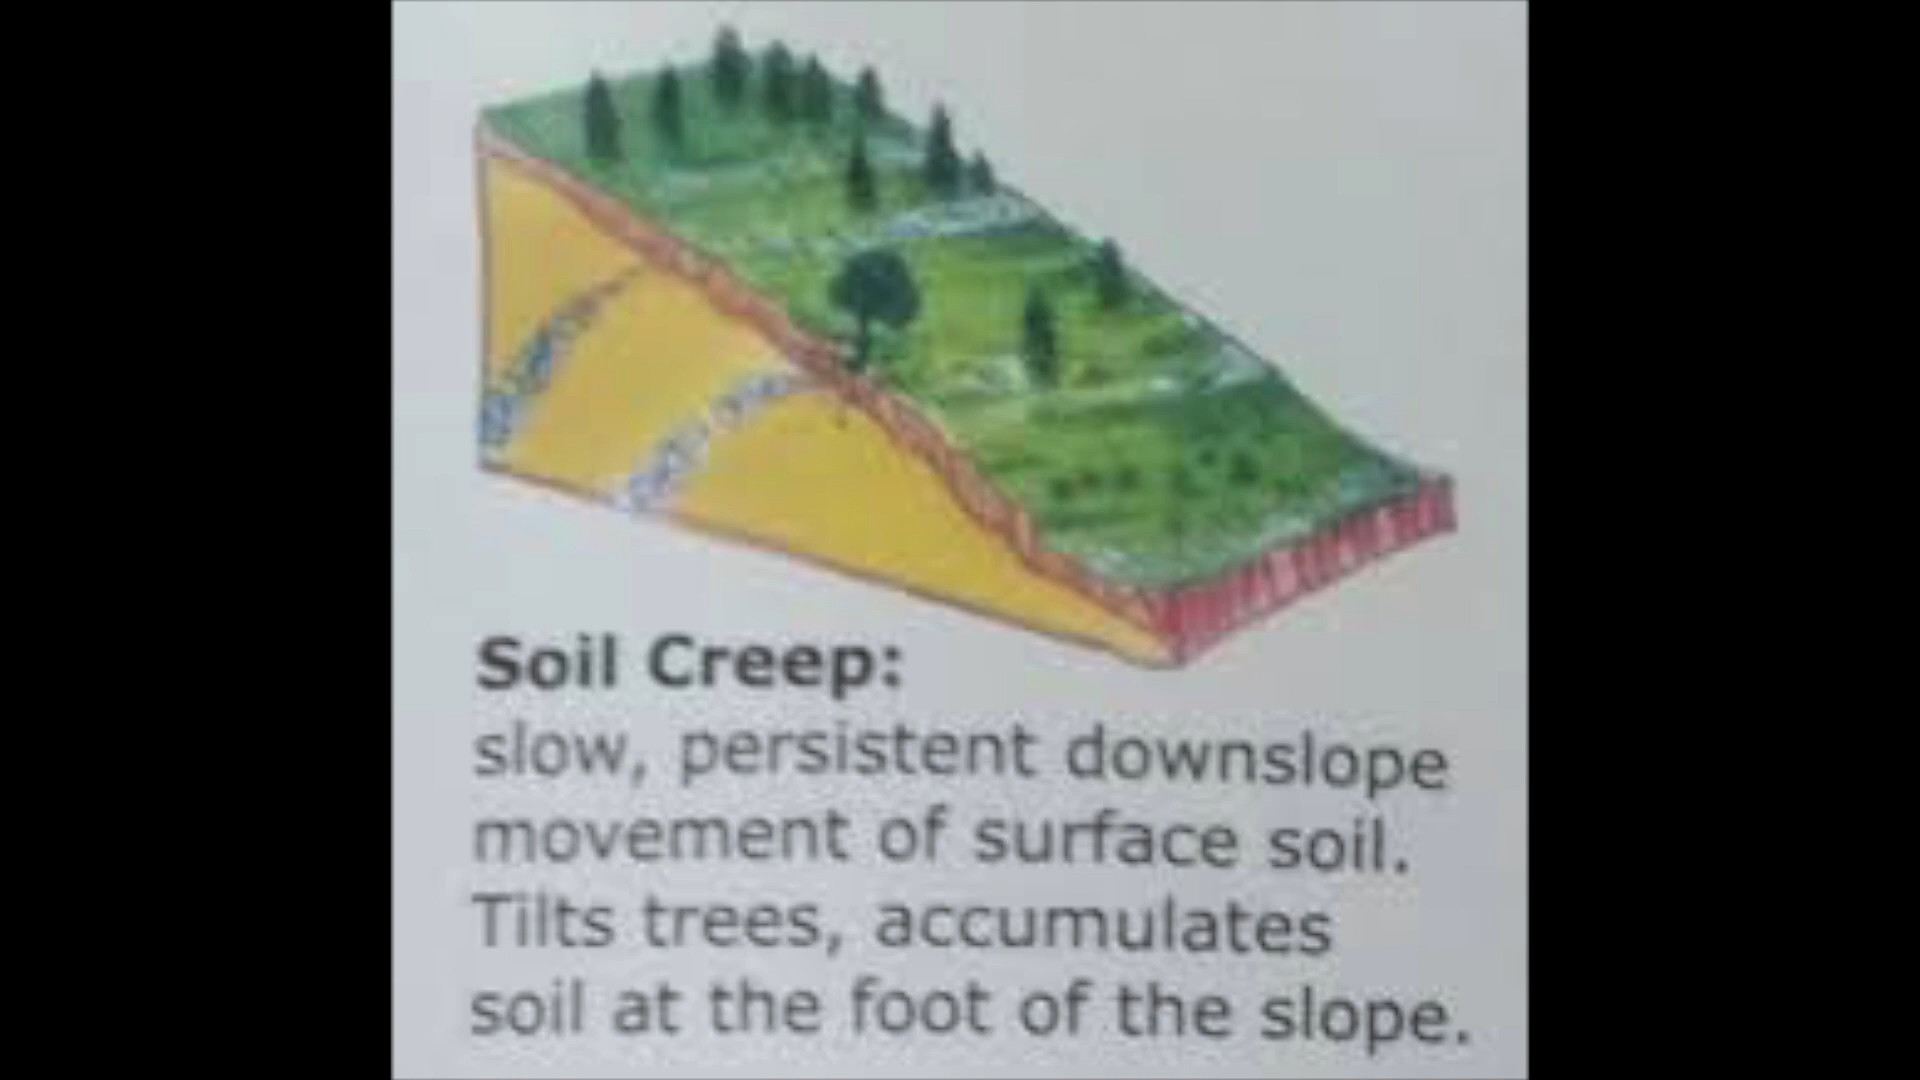 Soil Creep:
slow, persistent downslope
movement of surface soil.
Tilts trees, accumulates
soil at the foot of the slope.